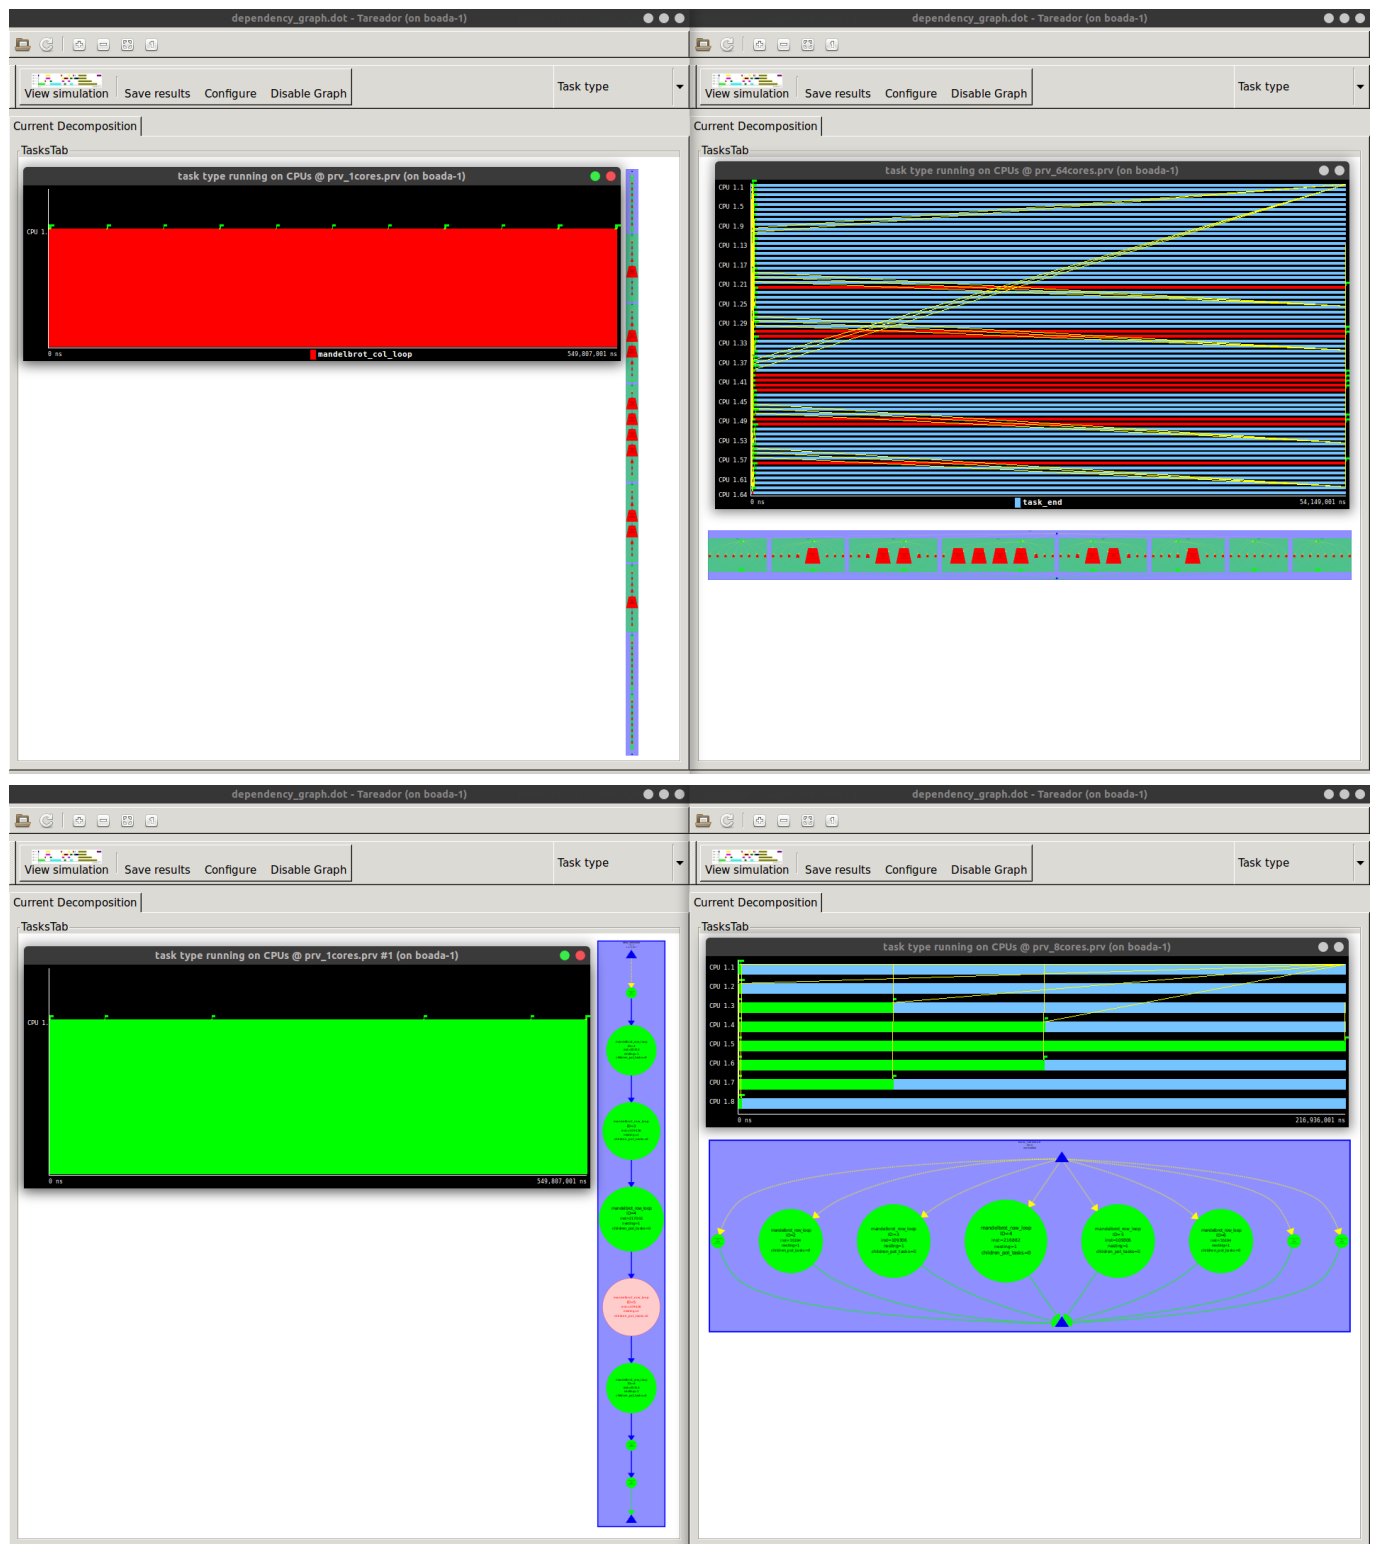 dependency_graph.dot - Tareador (on boada-1)
View simulation Save results Configure Disable Graph
Task type
Current Decomposition
TasksTab
task type running on CPUs @ prv_1cores.prv (on boada-1)
CPU 1.
0 ns
mandelbrot_col_loop
549,807,001 ns
dependency_graph.dot - Tareador (on boada-1)
View simulation Save results Configure Disable Graph
Task type
Current Decomposition
TasksTab
task type running on CPUs @ prv_64cores.prv (on boada-1)
CPU 1.1
CPU 1.5
CPU 1.9
CPU 1.13
CPU 1.17
CPU 1.21
CPU 1.25
CPU 1.29
CPU 1.33
CPU 1.37
CPU 1.41
CPU 1.45
CPU 1.49
CPU 1.53
CPU 1.57
CPU 1.61
CPU 1.64
0 ns
task_end
54,149,001 ns
dependency_graph.dot - Tareador (on boada-1)
View simulation Save results Configure Disable Graph
Task type
Current Decomposition
TasksTab
task type running on CPUs @ prv_1cores.prv #1 (on boada-1)
CPU 1.
0 ns
549,807,001 ns
dependency_graph.dot - Tareador (on boada-1)
View simulation Save results Configure Disable Graph
Task type
Current Decomposition
TasksTab
task type running on CPUs @ prv_8cores.prv (on boada-1)
CPU 1.1
CPU 1.2
CPU 1.3
CPU 1.4
CPU 1.5
CPU 1.6
CPU 1.7
CPU 1.8
0 ns
216,936,001 ns
mandelbrot_row_loop
ID=4
nesting=1
children_pot_tasks=0